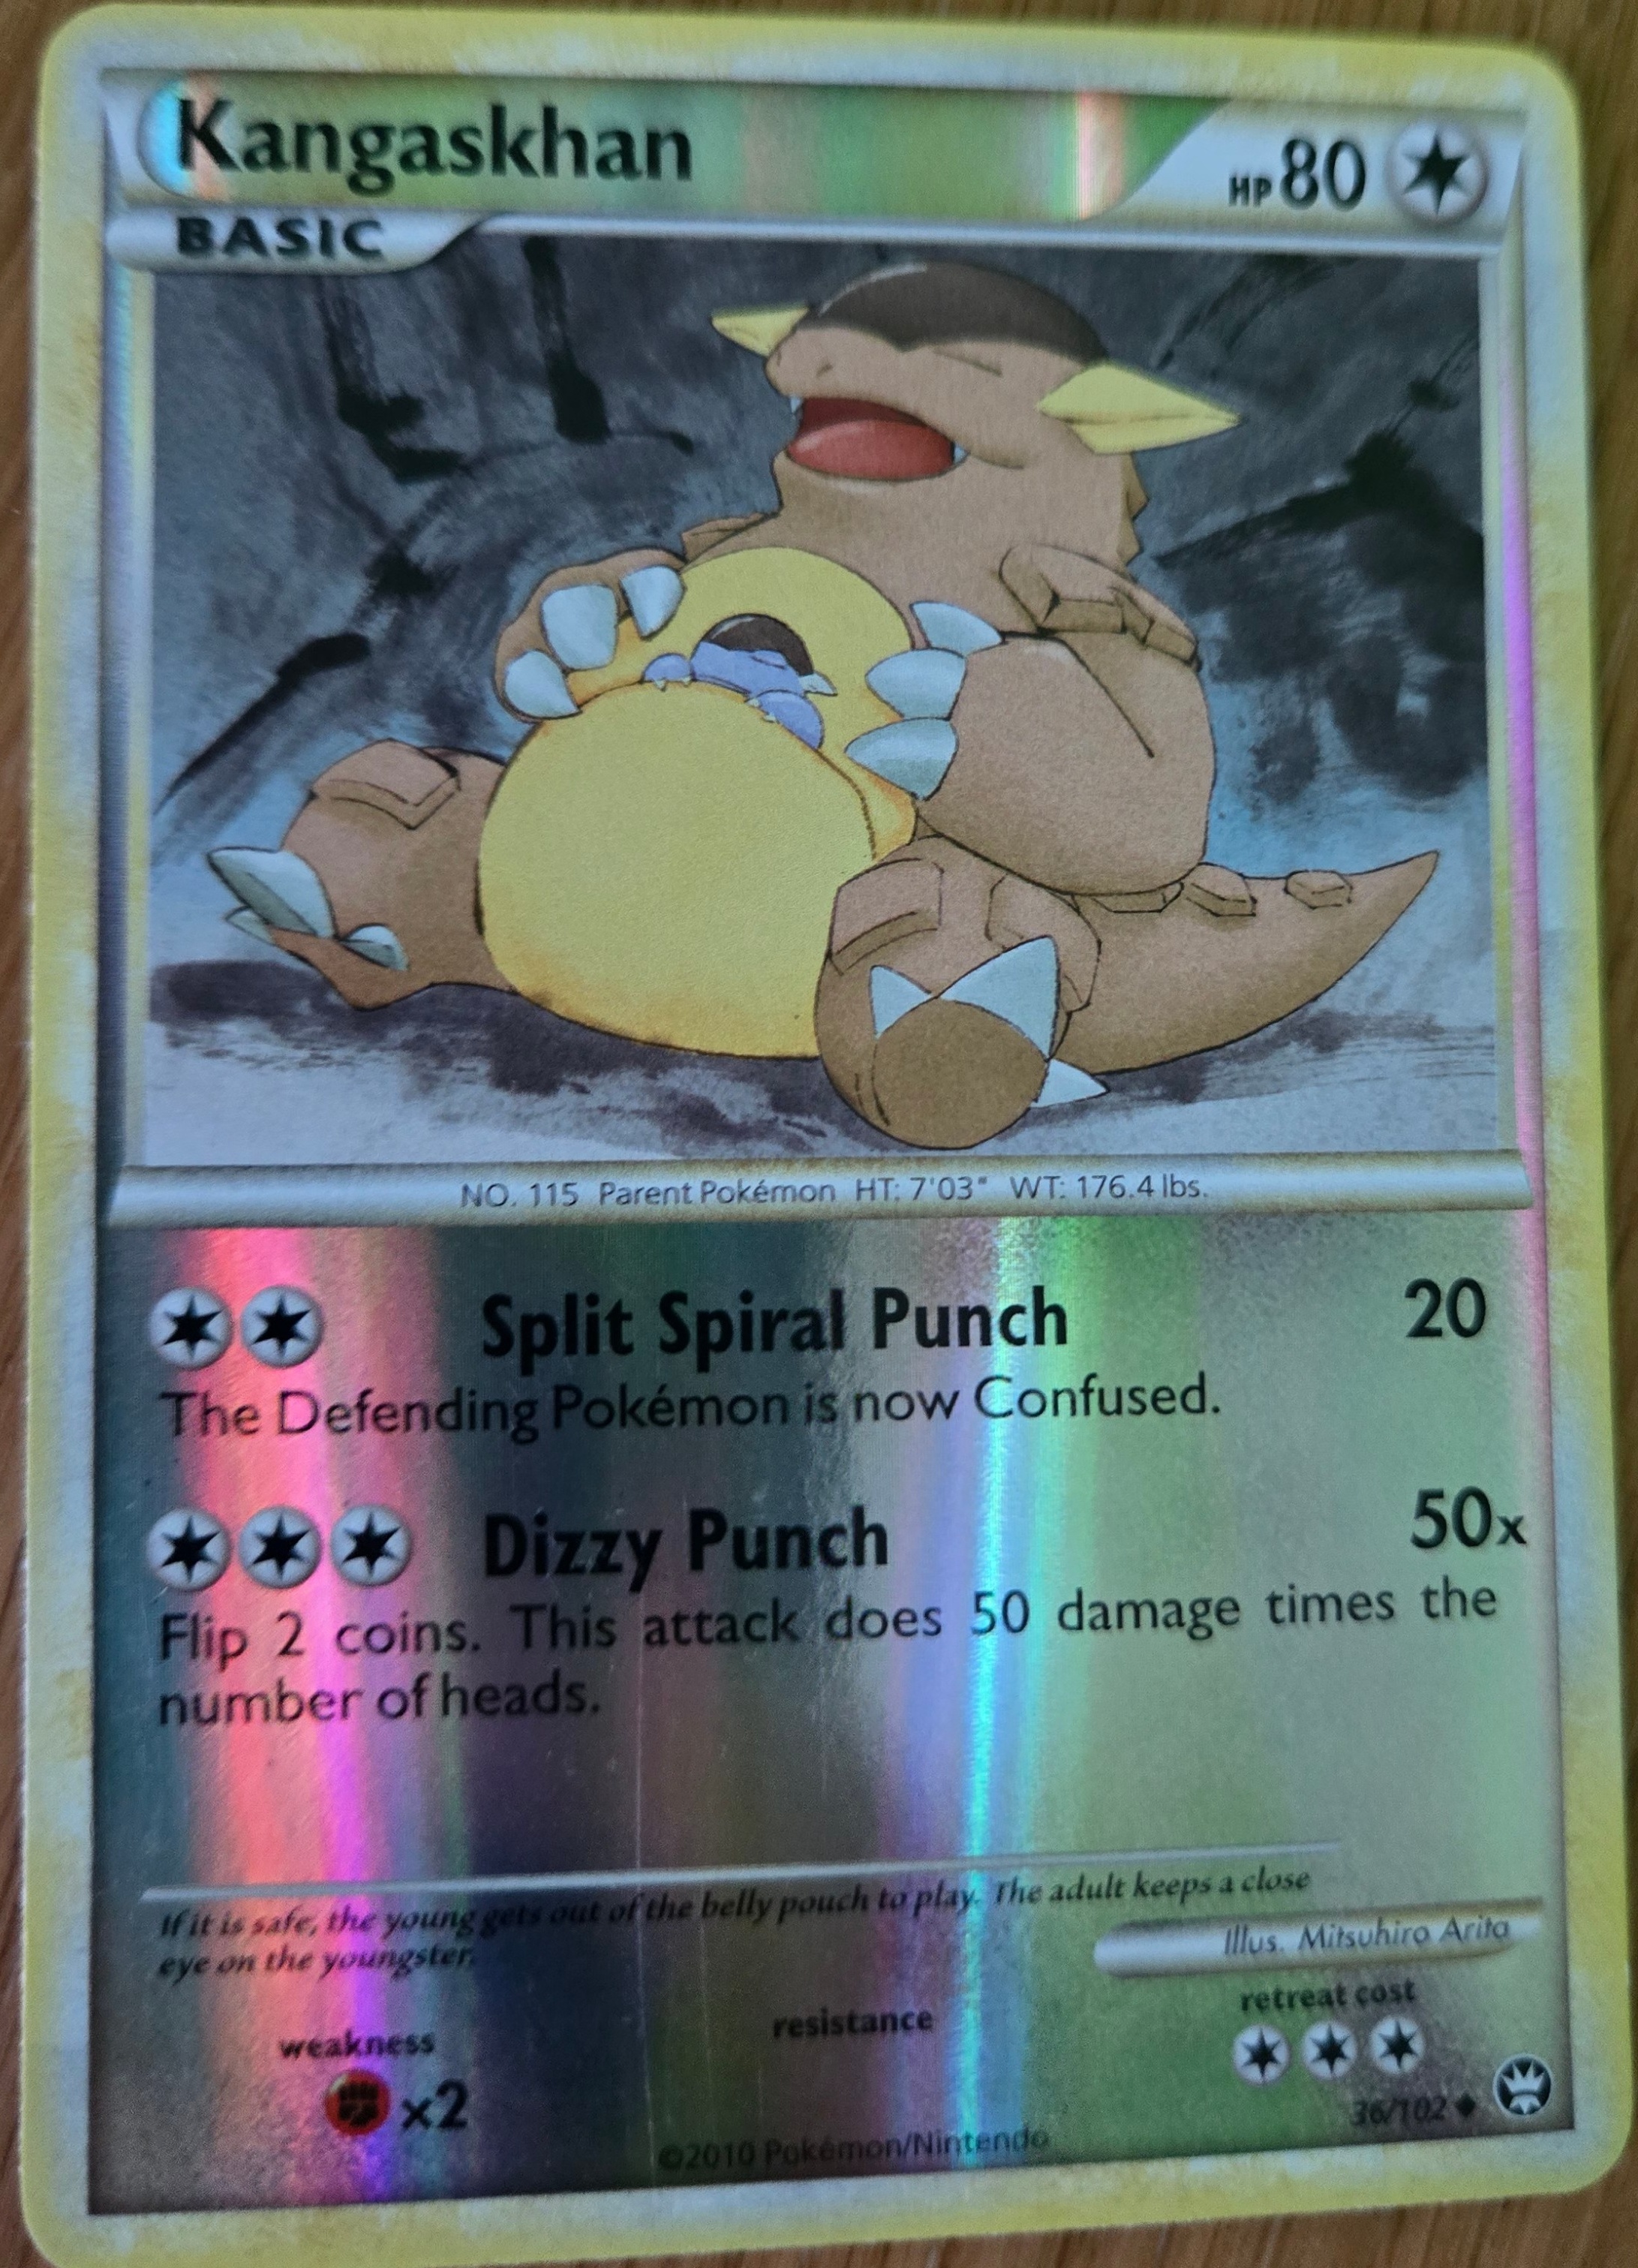 Kangaskhan
HP 80
BASIC
NO. 115 Parent Pokémon HT: 7'03" WT: 176.4 lbs.
Split Spiral Punch 20
The Defending Pokémon is now Confused.
Dizzy Punch 50x
Flip 2 coins. This attack does 50 damage times the
number of heads.
If it is safe, the young gets out of the belly pouch to play. The adult keeps a close
eye on the youngster.
Illus. Mitsuhiro Arita
weakness
x2
resistance
retreat cost
36/102
©2010 Pokémon/Nintendo